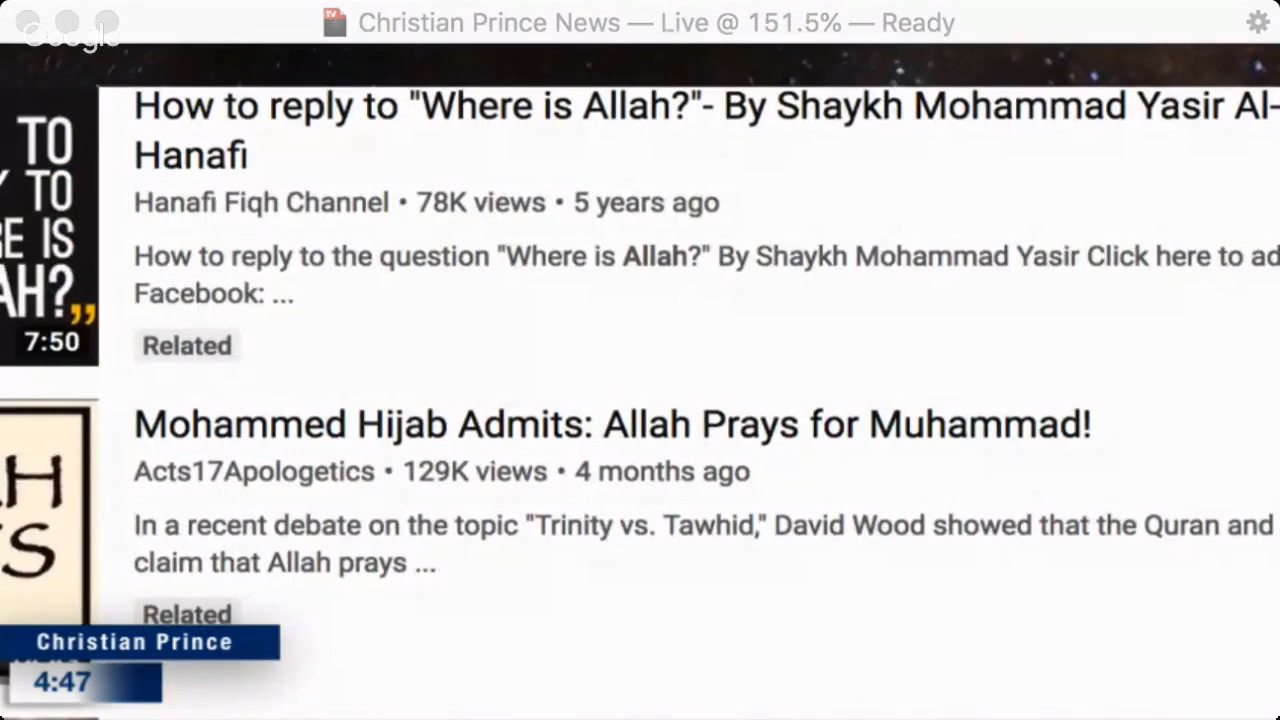 Christian Prince News — Live @ 151.5% — Ready
Google
How to reply to "Where is Allah?"- By Shaykh Mohammad Yasir Al-
Hanafi
Hanafi Fiqh Channel • 78K views • 5 years ago
How to reply to the question "Where is Allah?" By Shaykh Mohammad Yasir Click here to ad
Facebook: ...
Related
TO
Y TO
RE IS
AH?,,
7:50
Mohammed Hijab Admits: Allah Prays for Muhammad!
Acts17Apologetics • 129K views • 4 months ago
In a recent debate on the topic "Trinity vs. Tawhid," David Wood showed that the Quran and
claim that Allah prays ...
Related
AH
YS
Christian Prince
4:47